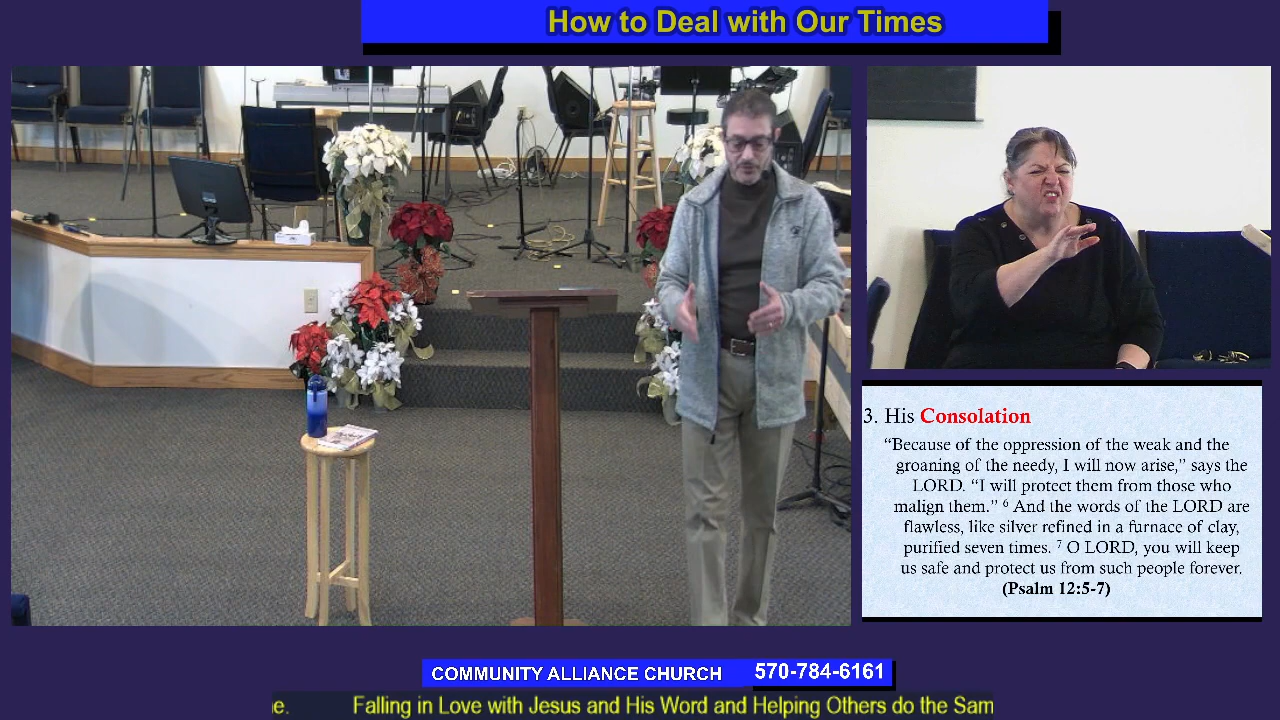 How to Deal with Our Times
3. His Consolation
“Because of the oppression of the weak and the
groaning of the needy, I will now arise,” says the
LORD. “I will protect them from those who
malign them.” ⁶ And the words of the LORD are
flawless, like silver refined in a furnace of clay,
purified seven times. ⁷ O LORD, you will keep
us safe and protect us from such people forever.
(Psalm 12:5-7)
COMMUNITY ALLIANCE CHURCH 570-784-6161
e. Falling in Love with Jesus and His Word and Helping Others do the Sam